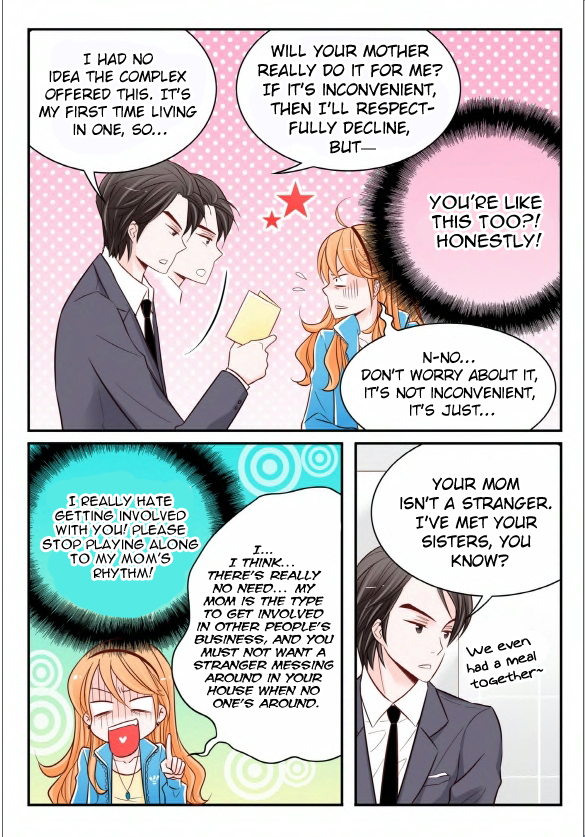 I HAD NO
IDEA THE COMPLEX
OFFERED THIS. IT'S
MY FIRST TIME LIVING
IN ONE, SO...
WILL YOUR MOTHER
REALLY DO IT FOR ME?
IF IT'S INCONVENIENT,
THEN I'LL RESPECT-
FULLY DECLINE,
BUT—
YOU'RE LIKE
THIS TOO?!
HONESTLY!
N-NO...
DON'T WORRY ABOUT IT,
IT'S NOT INCONVENIENT,
IT'S JUST...
I REALLY HATE
GETTING INVOLVED
WITH YOU! PLEASE
STOP PLAYING ALONG
TO MY MOM'S
RHYTHM!
I...
I THINK...
THERE'S REALLY
NO NEED... MY
MOM IS THE TYPE
TO GET INVOLVED
IN OTHER PEOPLE'S
BUSINESS, AND YOU
MUST NOT WANT A
STRANGER MESSING
AROUND IN YOUR
HOUSE WHEN NO
ONE'S AROUND.
YOUR MOM
ISN'T A STRANGER.
I'VE MET YOUR
SISTERS, YOU
KNOW?
We even
had a meal
together~